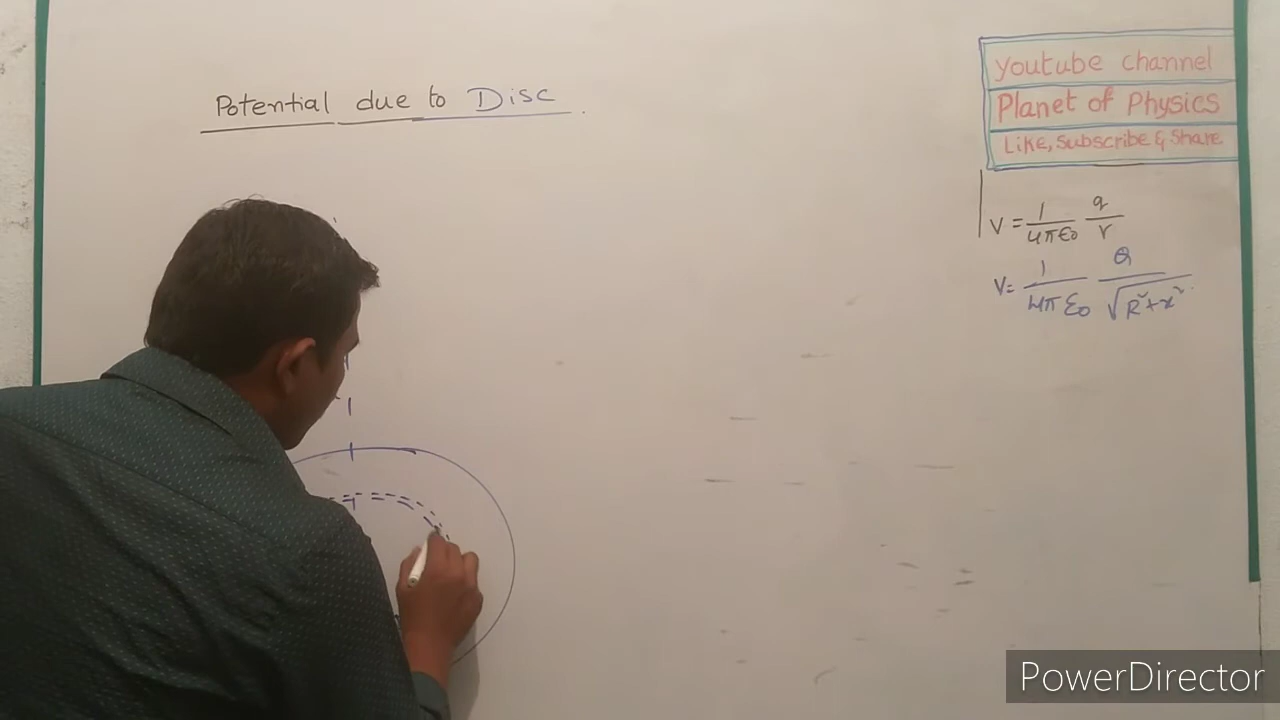 Potential due to Disc
youtube channel
Planet of Physics
Like, Subscribe & Share
V = 1/4πε0 q/r
V = 1/4πε0 Q/√R²+x²
PowerDirector